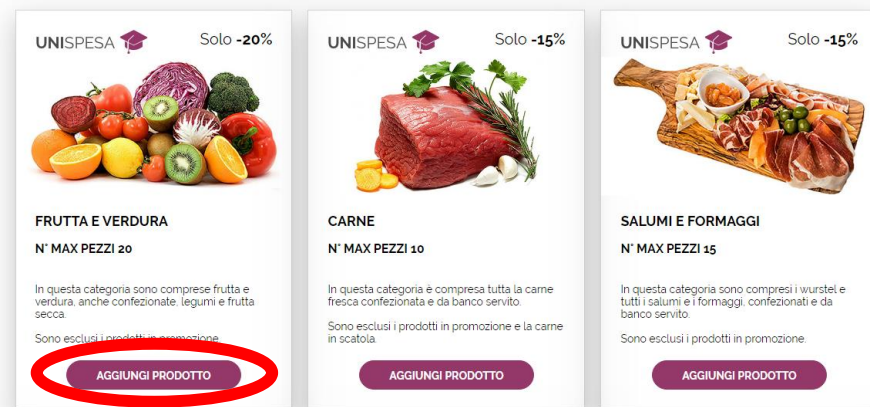 UNISPESA Solo -20%
FRUTTA E VERDURA
N° MAX PEZZI 20
In questa categoria sono comprese frutta e
verdura, anche confezionate, legumi e frutta
secca.
Sono esclusi i prodotti in promozione.
AGGIUNGI PRODOTTO
UNISPESA Solo -15%
CARNE
N° MAX PEZZI 10
In questa categoria è compresa tutta la carne
fresca confezionata e da banco servito.
Sono esclusi i prodotti in promozione e la carne
in scatola.
AGGIUNGI PRODOTTO
UNISPESA Solo -15%
SALUMI E FORMAGGI
N° MAX PEZZI 15
In questa categoria sono compresi i wurstel e
tutti i salumi e i formaggi, confezionati e da
banco servito.
Sono esclusi i prodotti in promozione.
AGGIUNGI PRODOTTO